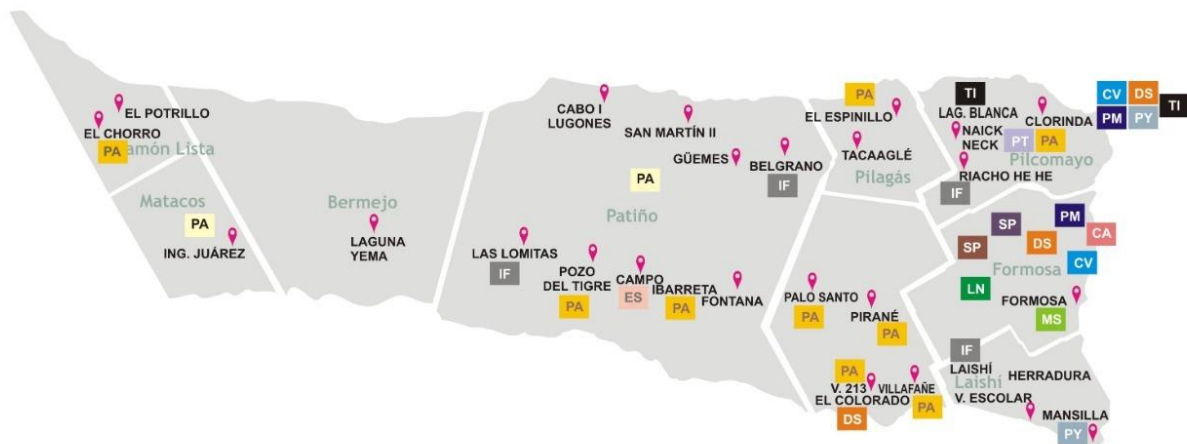 EL POTRILLO
EL CHORRO
PA
Ramón Lista
Matacos
PA
ING. JUÁREZ
Bermejo
LAGUNA
YEMA
CABO I
LUGONES
SAN MARTÍN II
GÜEMES
BELGRANO
IF
PA
Patiño
LAS LOMITAS
IF
POZO
DEL TIGRE
PA
CAMPO
ES
IBARRETA
PA
FONTANA
PA
EL ESPINILLO
TACAAGLÉ
Pilagás
TI
LAG. BLANCA
NAICK
NECK
CLORINDA
PT
PA
Pilcomayo
RIACHO HE HE
IF
CV
DS
TI
PM
PY
PALO SANTO
PA
PIRANÉ
PA
PA
V. 213
VILLAFAÑE
EL COLORADO
PA
DS
SP
PM
CA
SP
DS
CV
Formosa
LN
FORMOSA
MS
IF
LAISHÍ
Laishí
HERRADURA
V. ESCOLAR
MANSILLA
PY